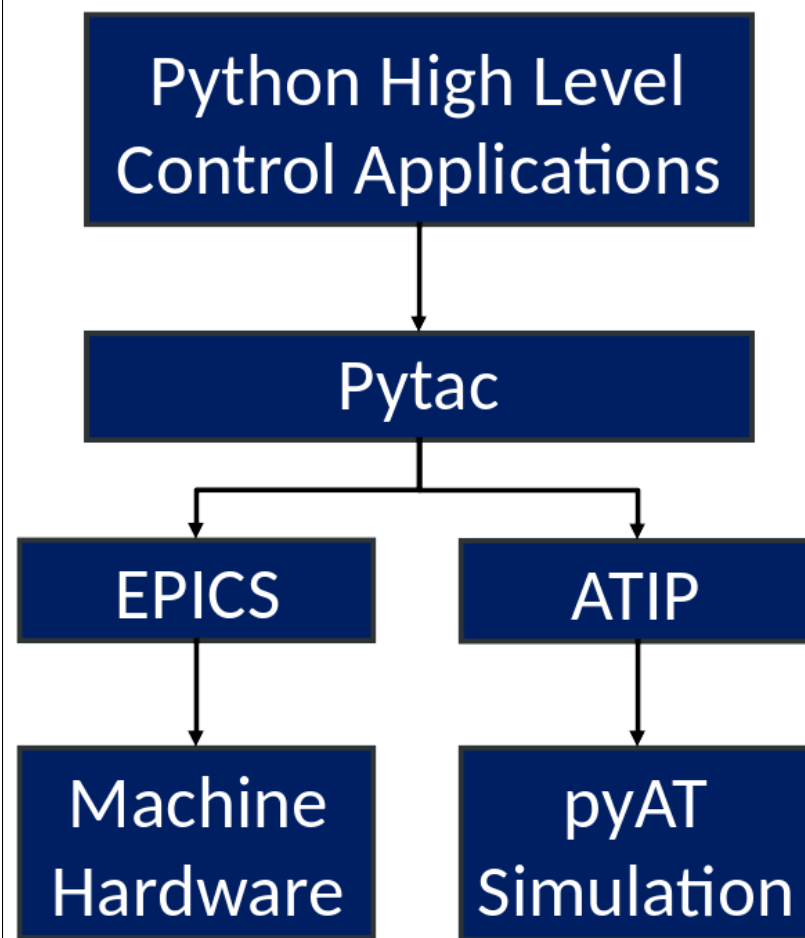 Python High Level
Control Applications
Pytac
EPICS
ATIP
Machine
Hardware
pyAT
Simulation